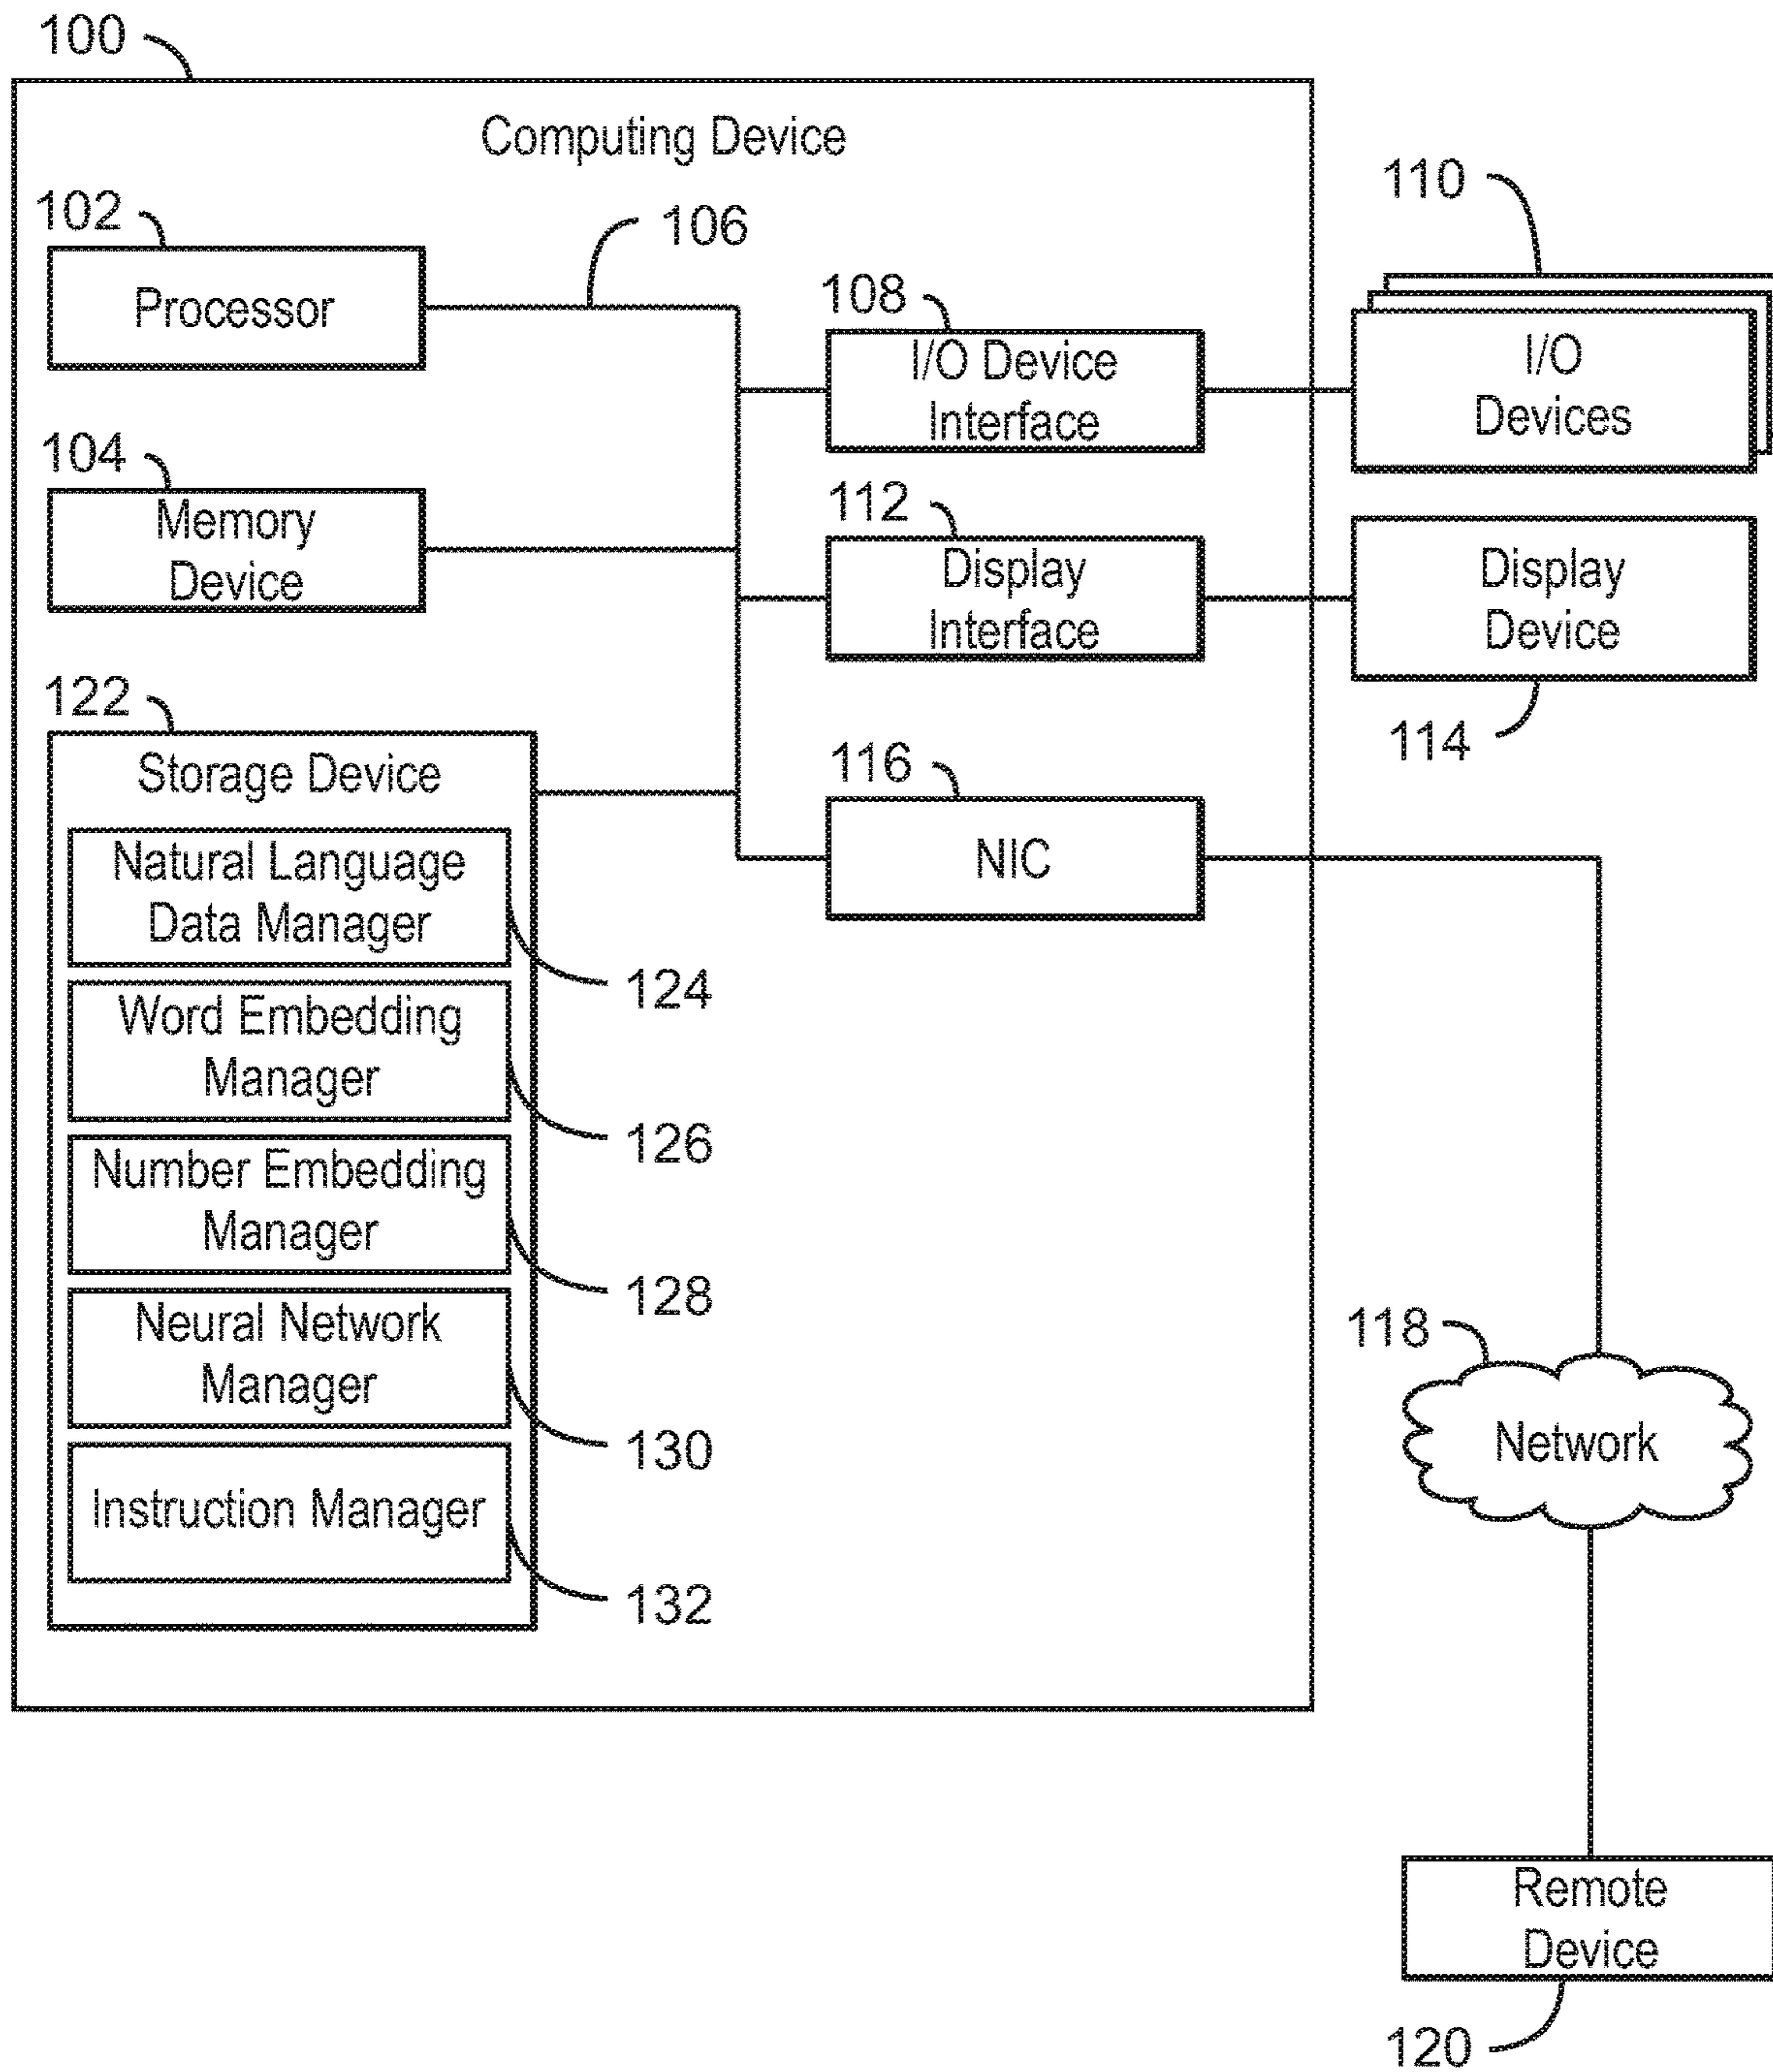 100
Computing Device
102
106
110
Processor
108
I/O Device
Interface
I/O
Devices
104
Memory
Device
112
Display
Interface
Display
Device
114
122
Storage Device
116
NIC
Natural Language
Data Manager
124
Word Embedding
Manager
126
Number Embedding
Manager
128
Neural Network
Manager
130
118
Network
Instruction Manager
132
Remote
Device
120